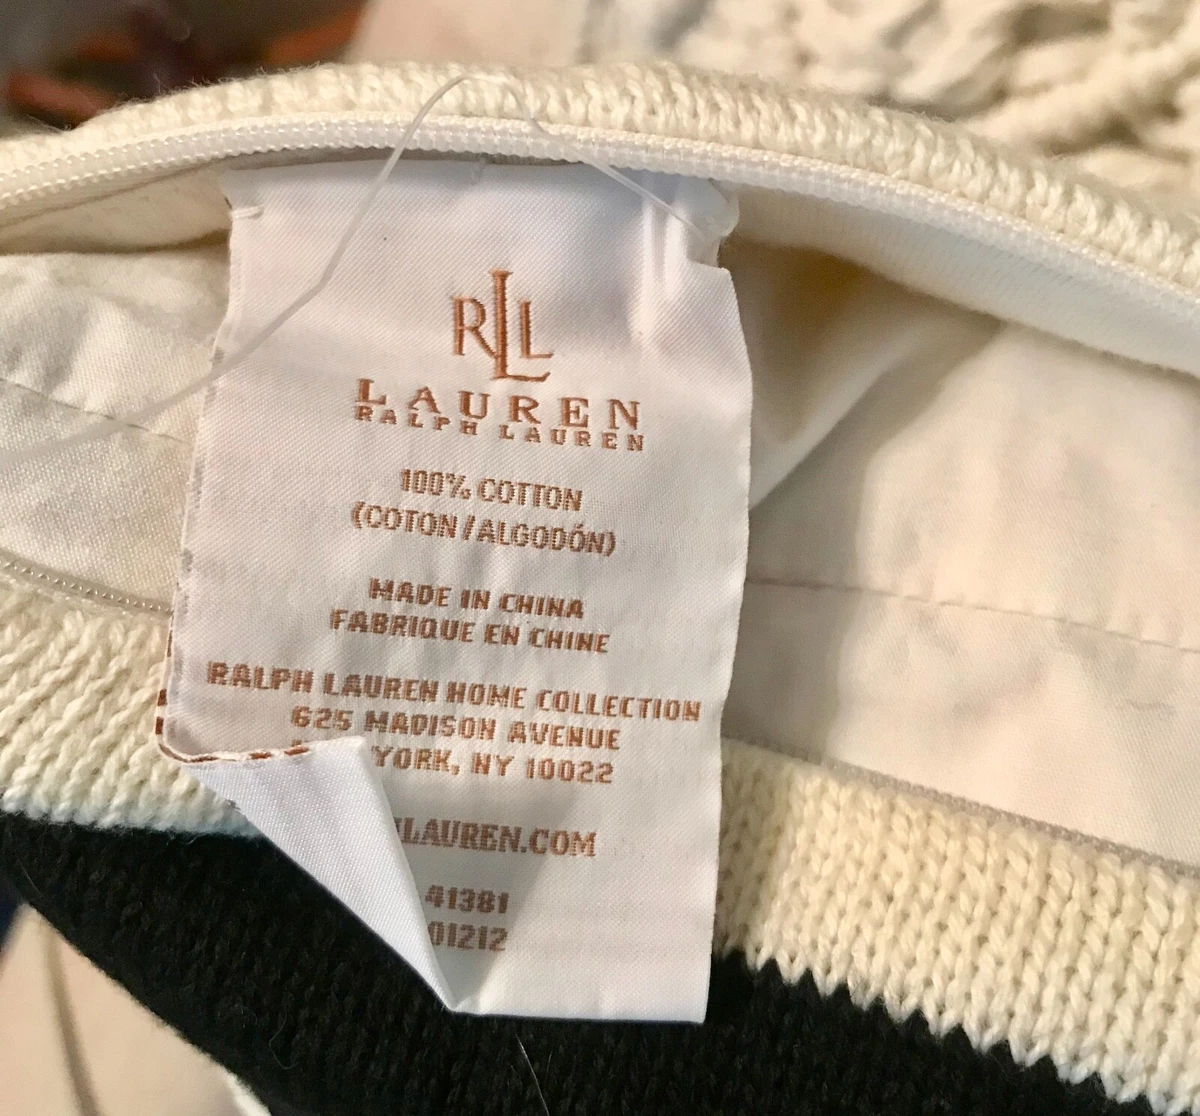 RLL
LAUREN
RALPH LAUREN
100% COTTON
(COTON/ALGODÓN)
MADE IN CHINA
FABRIQUE EN CHINE
RALPH LAUREN HOME COLLECTION
625 MADISON AVENUE
YORK, NY 10022
LAUREN.COM
41381
01212